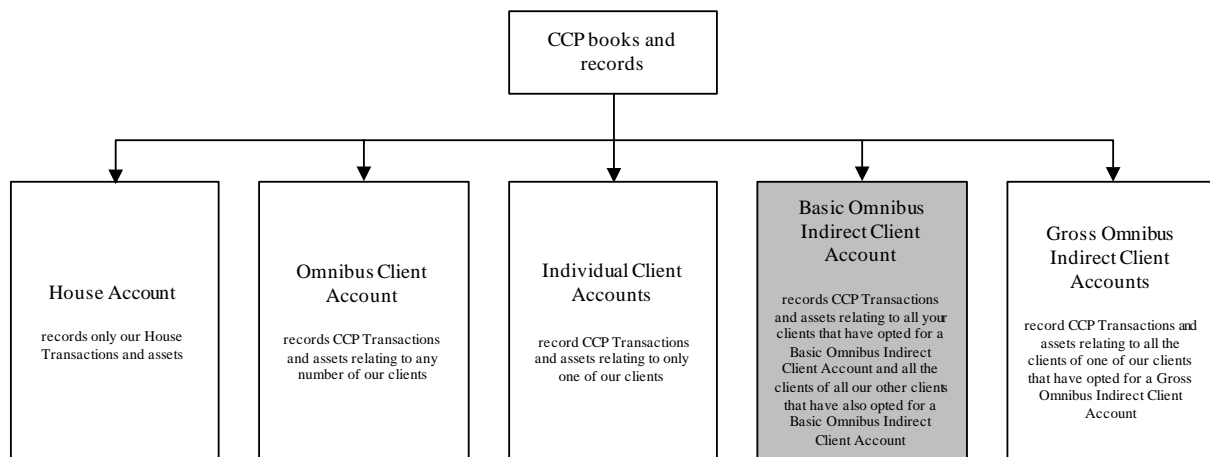 CCP books and
records
House Account
records only our House
Transactions and assets
Omnibus Client
Account
records CCP Transactions
and assets relating to any
number of our clients
Individual Client
Accounts
record CCP Transactions
and assets relating to only
one of our clients
Basic Omnibus
Indirect Client
Account
records CCP Transactions
and assets relating to all your
clients that have opted for a
Basic Omnibus Indirect
Client Account and all the
clients of all our other clients
that have also opted for a
Basic Omnibus Indirect
Client Account
Gross Omnibus
Indirect Client
Accounts
record CCP Transactions and
assets relating to all the
clients of one of our clients
that have opted for a Gross
Omnibus Indirect Client
Account